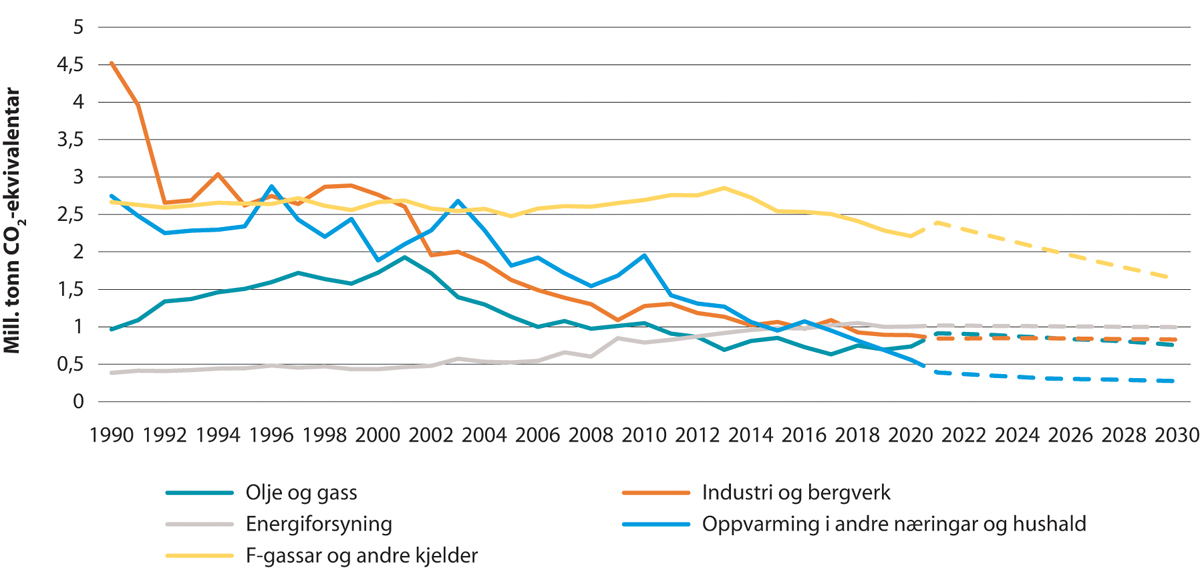 Mill. tonn CO2-ekvivalentar
5
4,5
4
3,5
3
2,5
2
1,5
1
0,5
0
1990 1992 1994 1996 1998 2000 2002 2004 2006 2008 2010 2012 2014 2016 2018 2020 2022 2024 2026 2028 2030
Olje og gass
Industri og bergverk
Energiforsyning
Oppvarming i andre næringar og hushald
F-gassar og andre kjelder